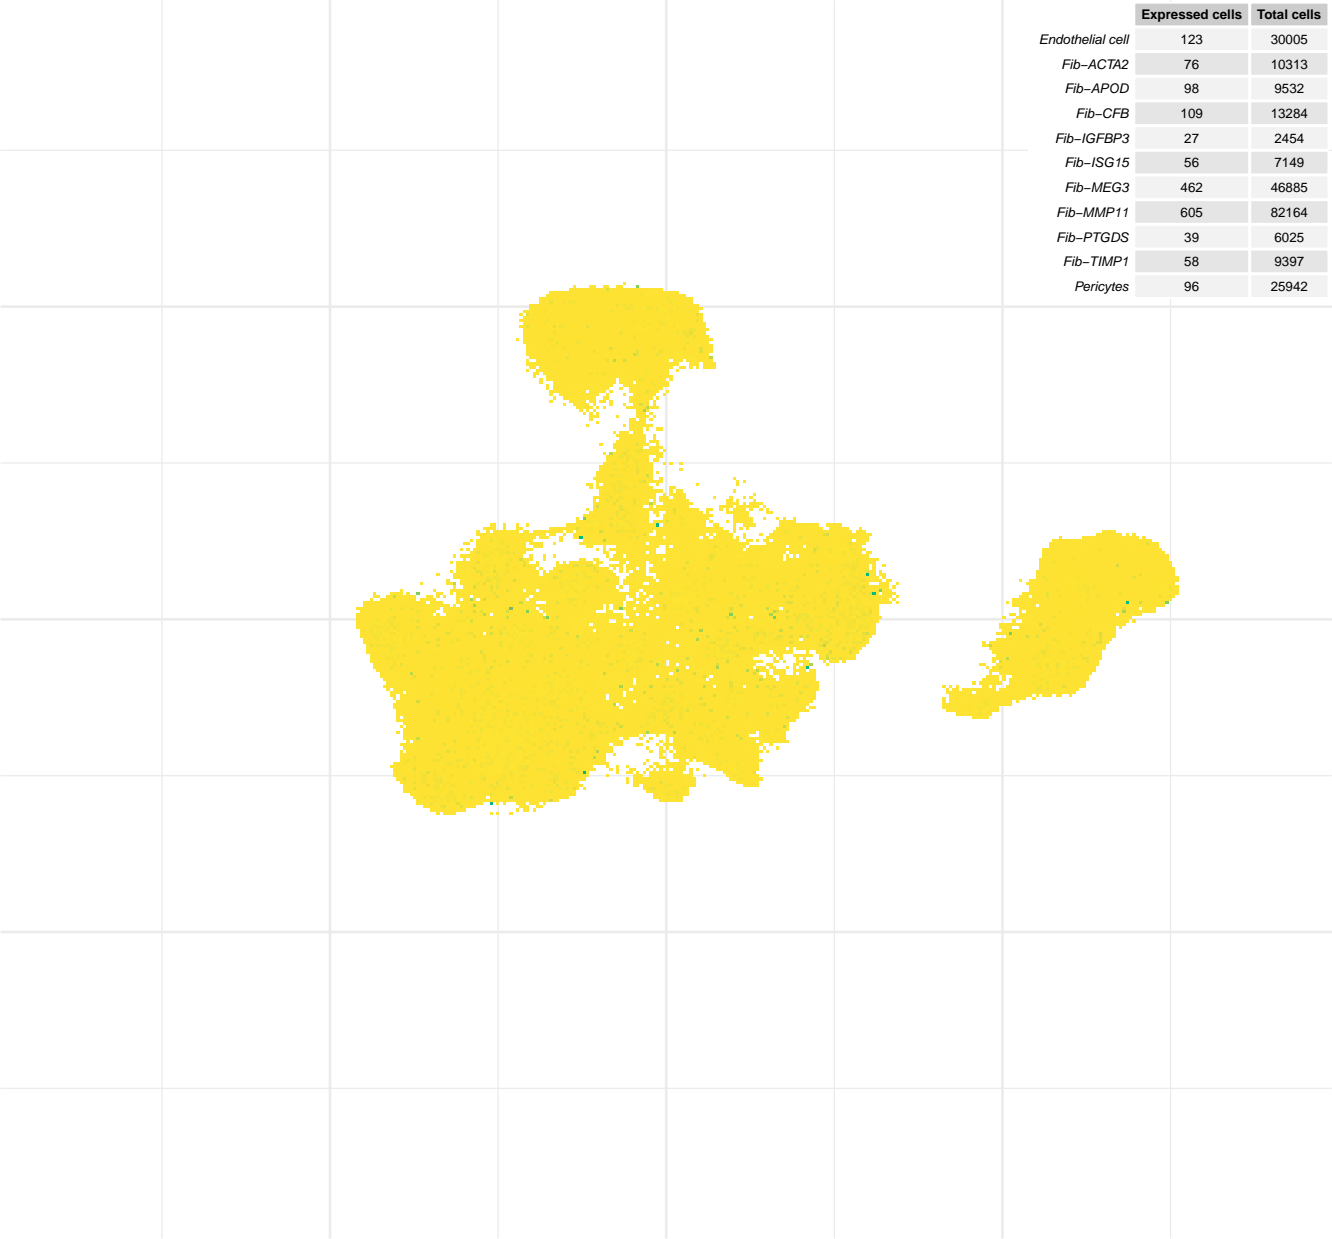 Expressed cells Total cells
Endothelial cell 123 30005
Fib−ACTA2 76 10313
Fib−APOD 98 9532
Fib−CFB 109 13284
Fib−IGFBP3 27 2454
Fib−ISG15 56 7149
Fib−MEG3 462 46885
Fib−MMP11 605 82164
Fib−PTGDS 39 6025
Fib−TIMP1 58 9397
Pericytes 96 25942